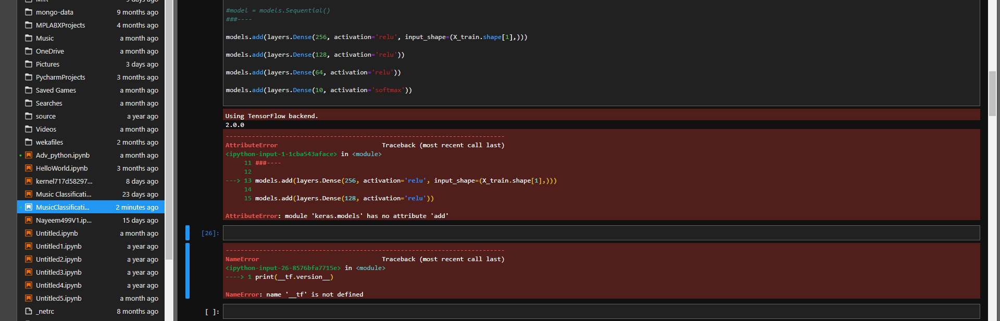 MIR 9 days ago
mongo-data 9 months ago
MPLABXProjects 4 months ago
Music a month ago
OneDrive a month ago
Pictures 3 days ago
PycharmProjects 3 months ago
Saved Games a month ago
Searches a month ago
source a year ago
Videos a month ago
wekafiles 2 months ago
Adv_python.ipynb a month ago
HelloWorld.ipynb 3 months ago
kernel717d58297... 8 days ago
Music Classificati... 23 days ago
MusicClassificati... 2 minutes ago
Nayeem499V1.ip... 15 days ago
Untitled.ipynb a month ago
Untitled1.ipynb a year ago
Untitled2.ipynb a year ago
Untitled3.ipynb a year ago
Untitled4.ipynb a year ago
Untitled5.ipynb a month ago
_netrc 8 months ago
#model = models.Sequential()
###----
models.add(layers.Dense(256, activation='relu', input_shape=(X_train.shape[1],)))
models.add(layers.Dense(128, activation='relu'))
models.add(layers.Dense(64, activation='relu'))
models.add(layers.Dense(10, activation='softmax'))
Using TensorFlow backend.
2.0.0
---------------------------------------------------------------------------
AttributeError Traceback (most recent call last)
<ipython-input-1-1cba543aface> in <module>
11 ###----
12
---> 13 models.add(layers.Dense(256, activation='relu', input_shape=(X_train.shape[1],)))
14
15 models.add(layers.Dense(128, activation='relu'))
AttributeError: module 'keras.models' has no attribute 'add'
[26]:
---------------------------------------------------------------------------
NameError Traceback (most recent call last)
<ipython-input-26-8576bfa7715e> in <module>
----> 1 print(__tf.version__)
NameError: name '__tf' is not defined
[ ]: